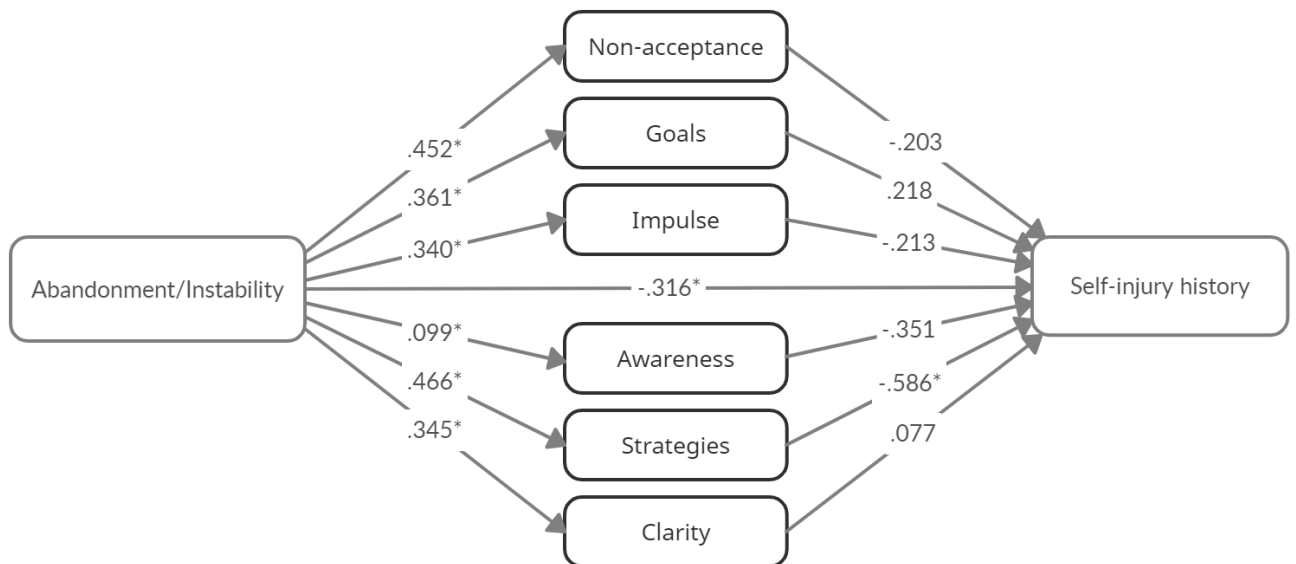 Non-acceptance
Goals
Impulse
Abandonment/Instability
Awareness
Strategies
Clarity
Self-injury history
.452*
.361*
.340*
-.316*
.099*
.466*
.345*
-.203
.218
-.213
-.351
-.586*
.077